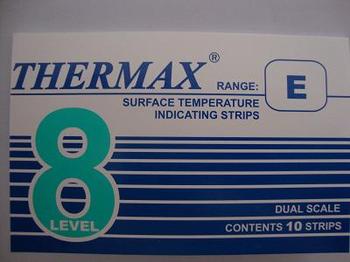 THERMAX®
RANGE: E
SURFACE TEMPERATURE
INDICATING STRIPS
8
LEVEL
DUAL SCALE
CONTENTS 10 STRIPS